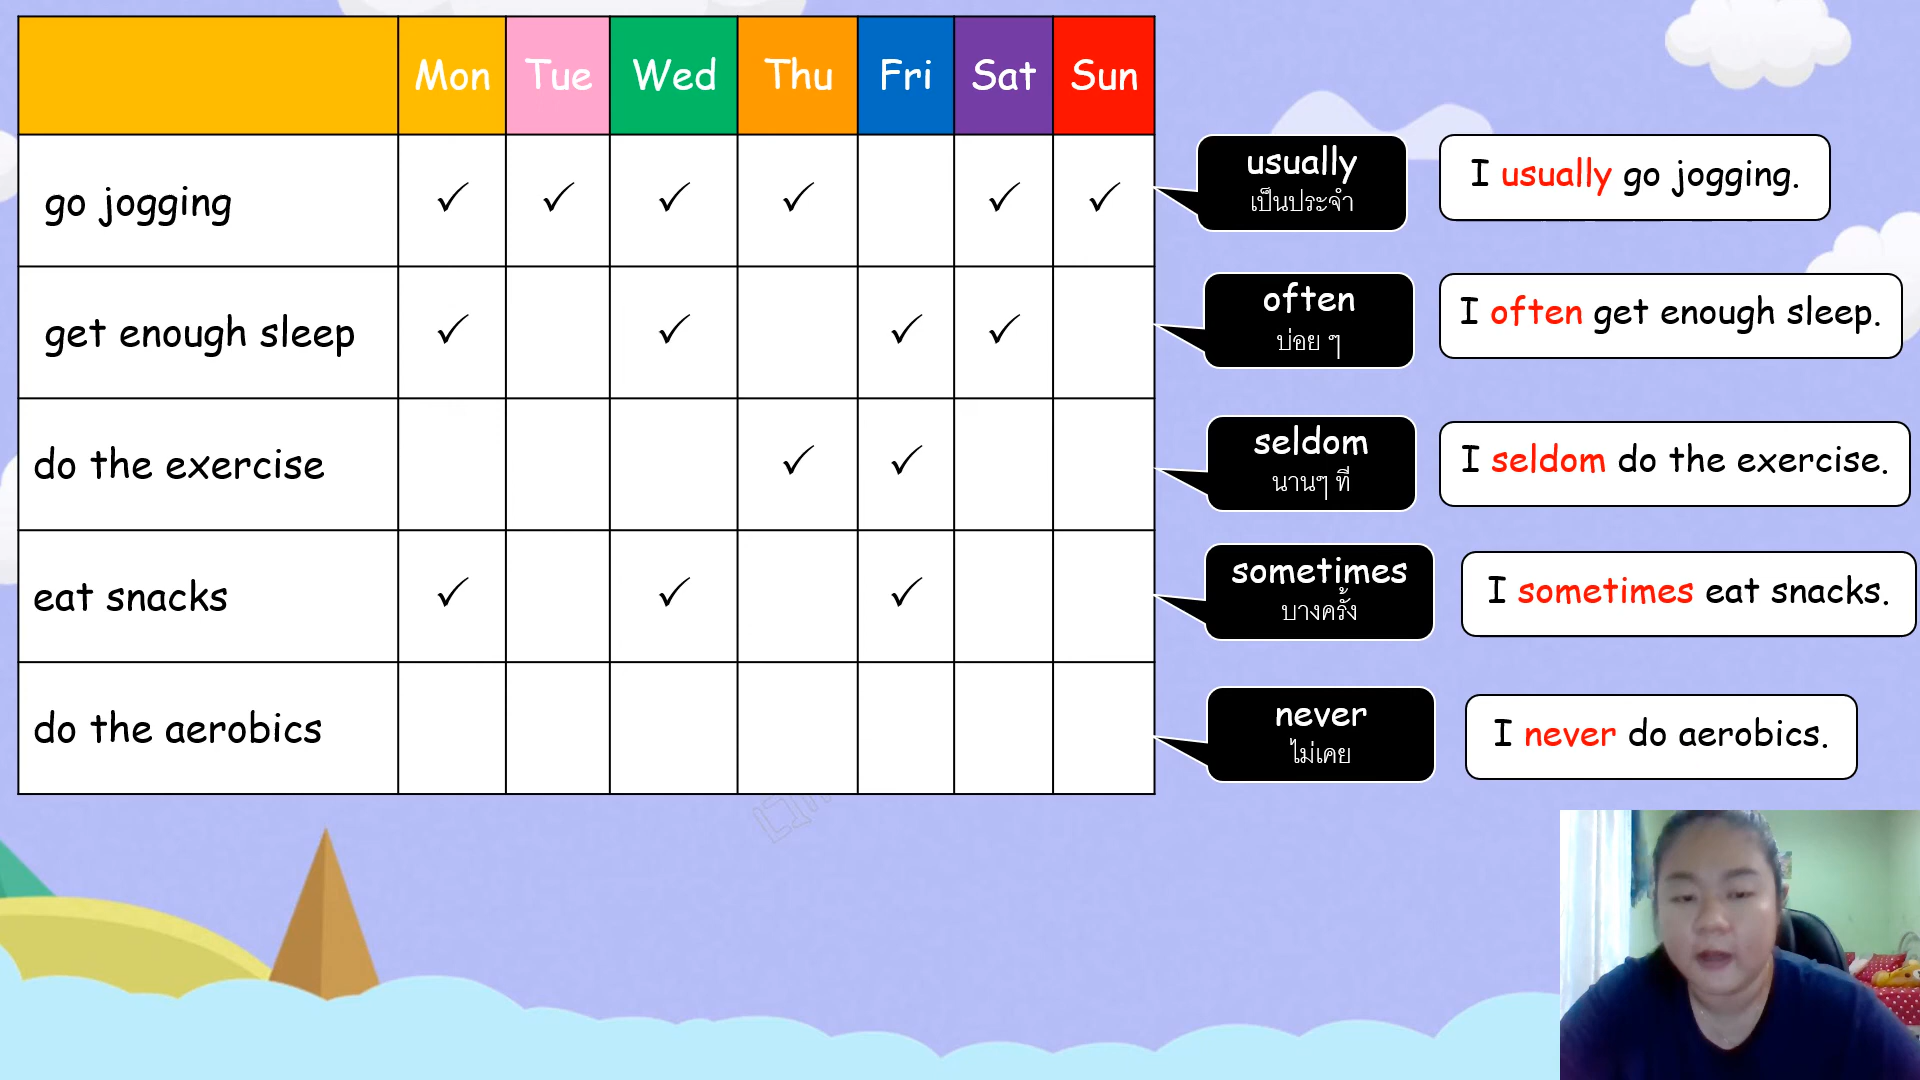 Mon Tue Wed Thu Fri Sat Sun
go jogging ✓ ✓ ✓ ✓ ✓ ✓
usually
เป็นประจำ
I usually go jogging.
get enough sleep ✓ ✓ ✓ ✓
often
บ่อย ๆ
I often get enough sleep.
do the exercise ✓ ✓
seldom
นานๆ ที
I seldom do the exercise.
eat snacks ✓ ✓ ✓
sometimes
บางครั้ง
I sometimes eat snacks.
do the aerobics
never
ไม่เคย
I never do aerobics.